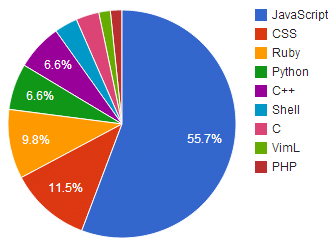 JavaScript
CSS
Ruby
Python
C++
Shell
C
VimL
PHP
55.7%
11.5%
9.8%
6.6%
6.6%